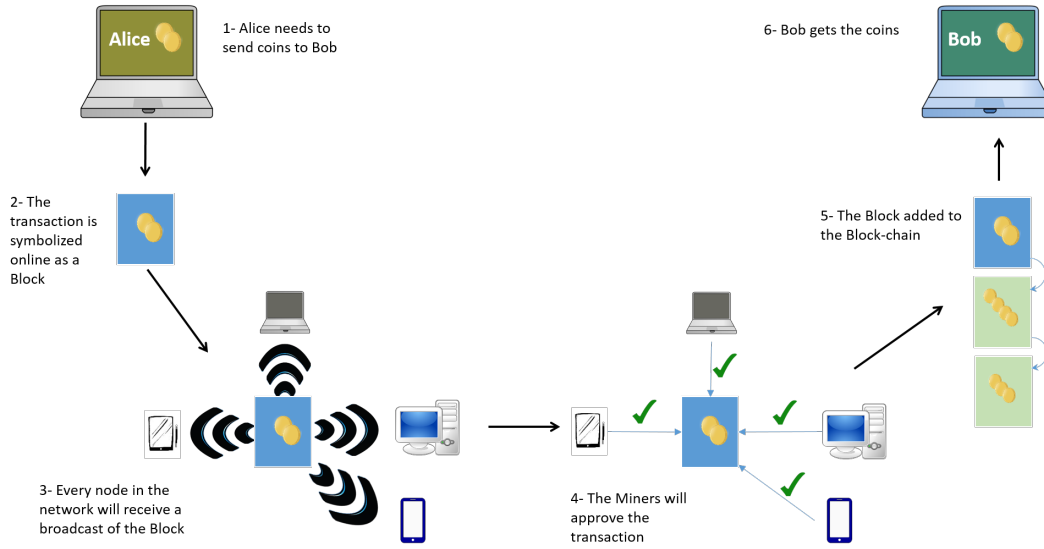 Alice
1- Alice needs to
send coins to Bob
2- The
transaction is
symbolized
online as a
Block
3- Every node in the
network will receive a
broadcast of the Block
4- The Miners will
approve the
transaction
5- The Block added to
the Block-chain
6- Bob gets the coins
Bob